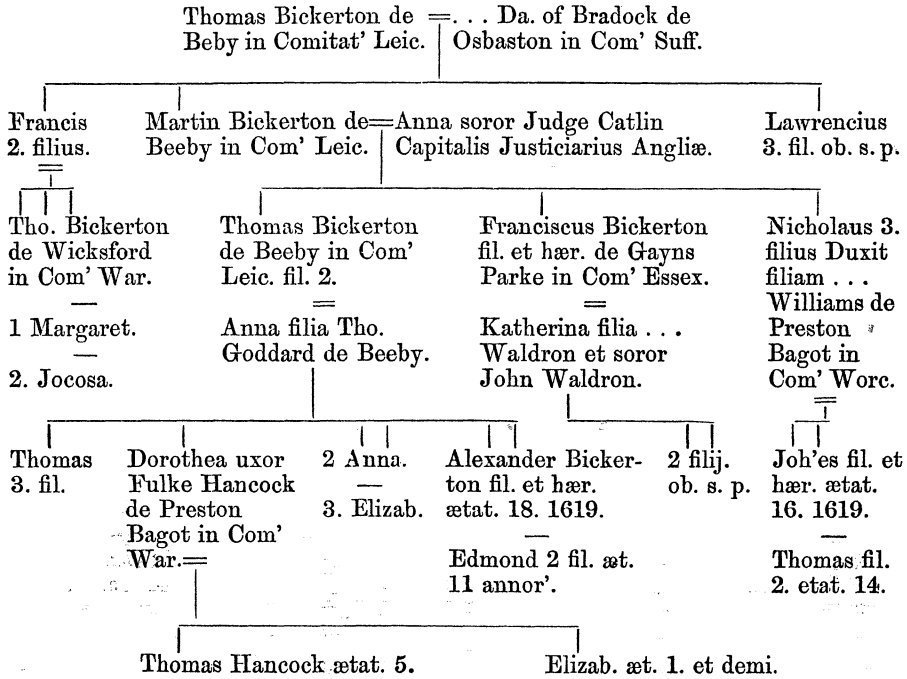 Thomas Bickerton de = . . . Da. of Bradock de
Beby in Comitat' Leic. Osbaston in Com' Suff.
Francis
2. filius.
Martin Bickerton de=Anna soror Judge Catlin
Beeby in Com' Leic. Capitalis Justiciarius Angliæ.
Lawrencius
3. fil. ob. s. p.
Tho. Bickerton
de Wicksford
in Com' War.
—
1 Margaret.
—
2. Jocosa.
Thomas Bickerton
de Beeby in Com'
Leic. fil. 2.
=
Anna filia Tho.
Goddard de Beeby.
Franciscus Bickerton
fil. et hær. de Gayns
Parke in Com' Essex.
=
Katherina filia . . .
Waldron et soror
John Waldron.
Nicholaus 3.
filius Duxit
filiam . . .
Williams de
Preston
Bagot in
Com' Worc.
Thomas
3. fil.
Dorothea uxor
Fulke Hancock
de Preston
Bagot in Com'
War.=
2 Anna.
—
3. Elizab.
Alexander Bicker-
ton fil. et hær.
ætat. 18. 1619.
—
Edmond 2 fil. æt.
11 annor'.
2 filij.
ob. s. p.
Joh'es fil. et
hær. ætat.
16. 1619.
—
Thomas fil.
2. etat. 14.
Thomas Hancock ætat. 5.
Elizab. æt. 1. et demi.